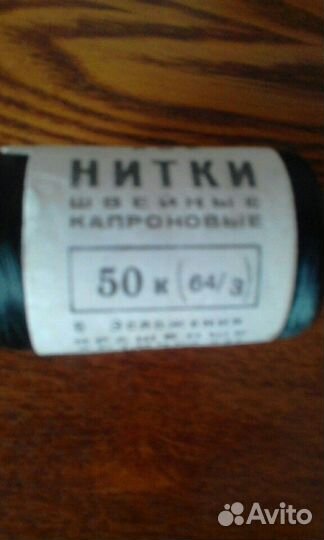 НИТКИ
ШВЕЙНЫЕ
КАПРОНОВЫЕ
50 к (64/3)
Avito